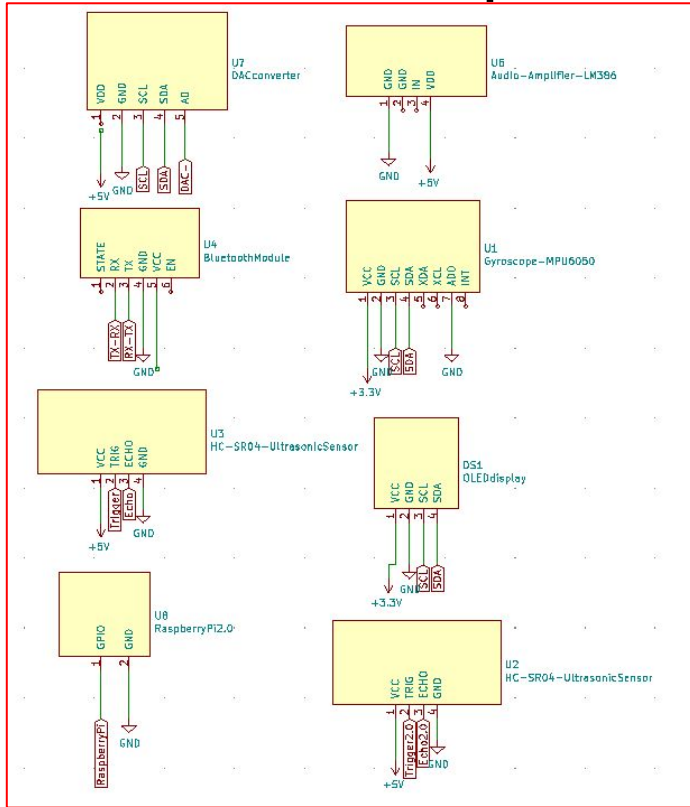 U7
DACconverter
VDD
GND
SCL
SDA
A0
1
2
3
4
5
+5V
GND
SCL
SDA
DAC-
U6
Audio-Amplifier-LM386
GND
GND
IN
VDD
1
2
3
4
GND
+5V
U4
BluetoothModule
STATE
RX
TX
GND
VCC
EN
1
2
3
4
5
6
TX-RX
RX-TX
GND
U1
Gyroscope-MPU6050
VCC
GND
SCL
SDA
XDA
XCL
AD0
INT
1
2
3
4
5
6
7
8
+3.3V
GND
SCL
SDA
GND
U3
HC-SR04-UltrasonicSensor
VCC
TRIG
ECHO
GND
1
2
3
4
+5V
Trigger
Echo
GND
DS1
OLEDdisplay
VCC
GND
SCL
SDA
1
2
3
4
+3.3V
GND
SCL
SDA
U8
RaspberryPi2.0
GPIO
GND
1
2
RaspberryPi
GND
U2
HC-SR04-UltrasonicSensor
VCC
TRIG
ECHO
GND
1
2
3
4
+5V
Trigger2.0
Echo2.0
GND